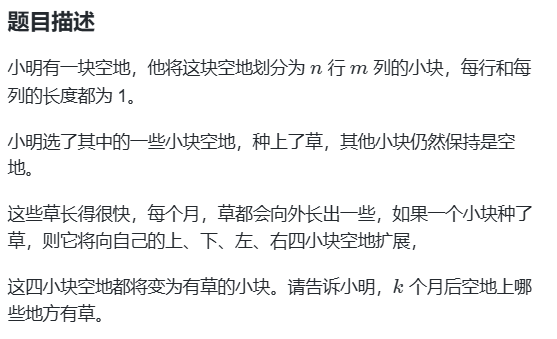 题目描述
小明有一块空地，他将这块空地划分为 n 行 m 列的小块，每行和每
列的长度都为 1。
小明选了其中的一些小块空地，种上了草，其他小块仍然保持是空
地。
这些草长得很快，每个月，草都会向外长出一些，如果一个小块种了
草，则它将向自己的上、下、左、右四小块空地扩展，
这四小块空地都将变为有草的小块。请告诉小明，k 个月后空地上哪
些地方有草。